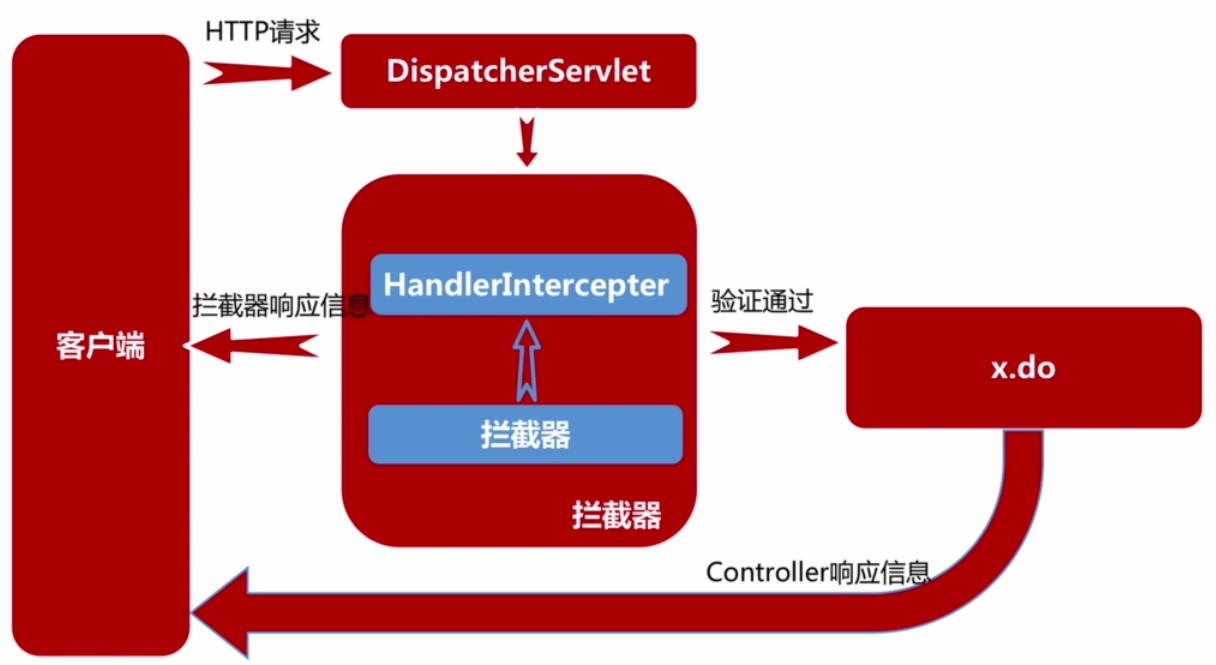 HTTP请求
DispatcherServlet
HandlerIntercepter
拦截器响应信息
验证通过
客户端
x.do
拦截器
拦截器
Controller响应信息